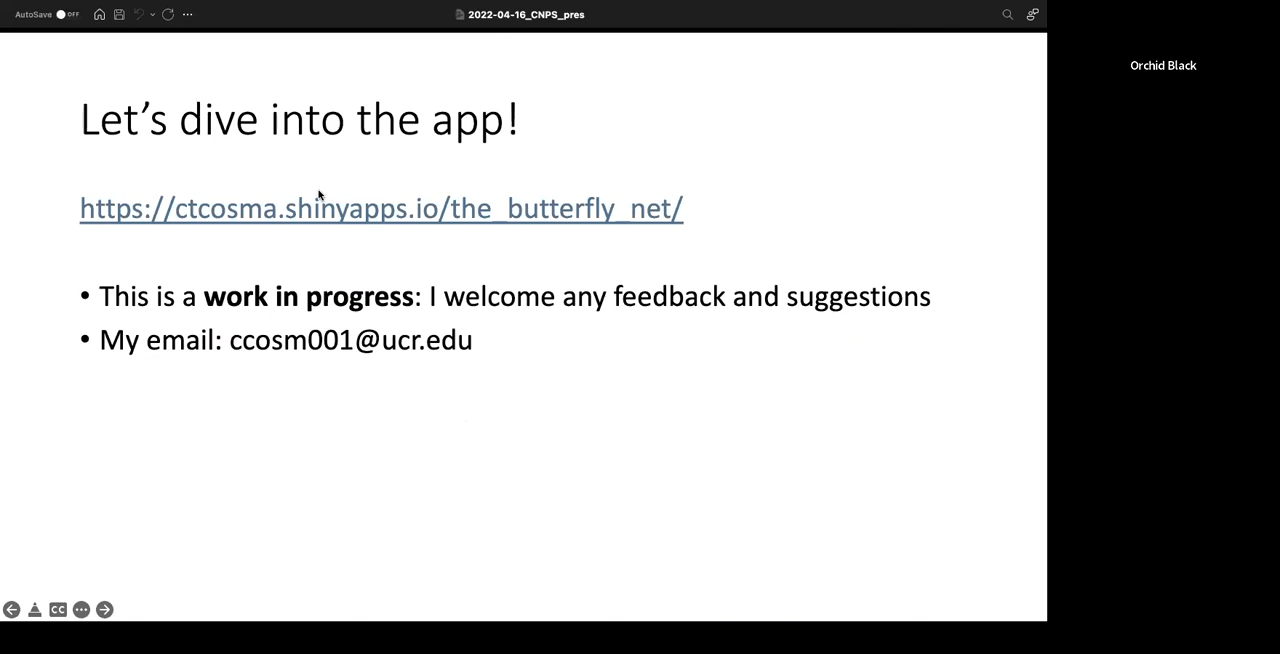 AutoSave OFF
2022-04-16_CNPS_pres
Orchid Black
Let's dive into the app!
https://ctcosma.shinyapps.io/the_butterfly_net/
• This is a work in progress: I welcome any feedback and suggestions
• My email: ccosm001@ucr.edu
CC